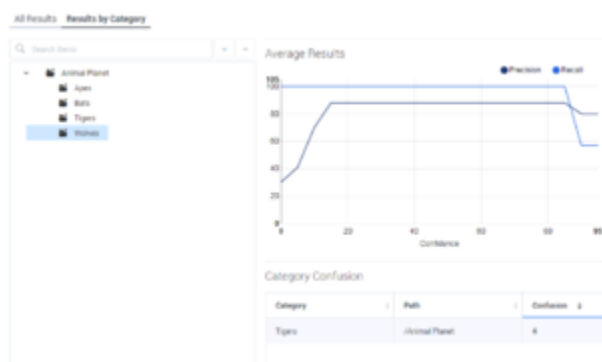 All Results Results by Category
Search Items
Animal Planet
Apes
Bats
Tigers
Wolves
Average Results
Precision Recall
105
100
80
60
40
20
0
0 20 40 60 80 95
Confidence
Category Confusion
Category Path Confusion
Tigers /Animal Planet 4